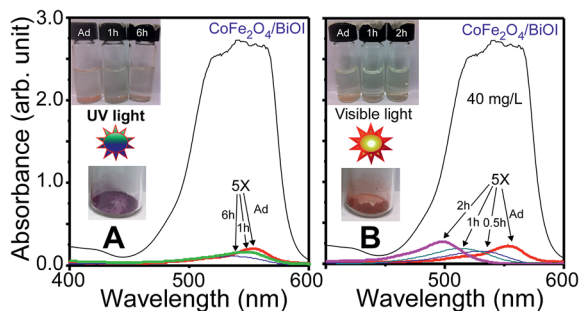 Absorbance (arb. unit)
3.0
2.0
1.0
0.0
CoFe₂O₄/BiOI
Ad 1h 6h
UV light
5X
6h 1h Ad
A
400 500 600
Wavelength (nm)
CoFe₂O₄/BiOI
Ad 1h 2h
40 mg/L
Visible light
5X
2h 1h 0.5h Ad
B
400 500 600
Wavelength (nm)